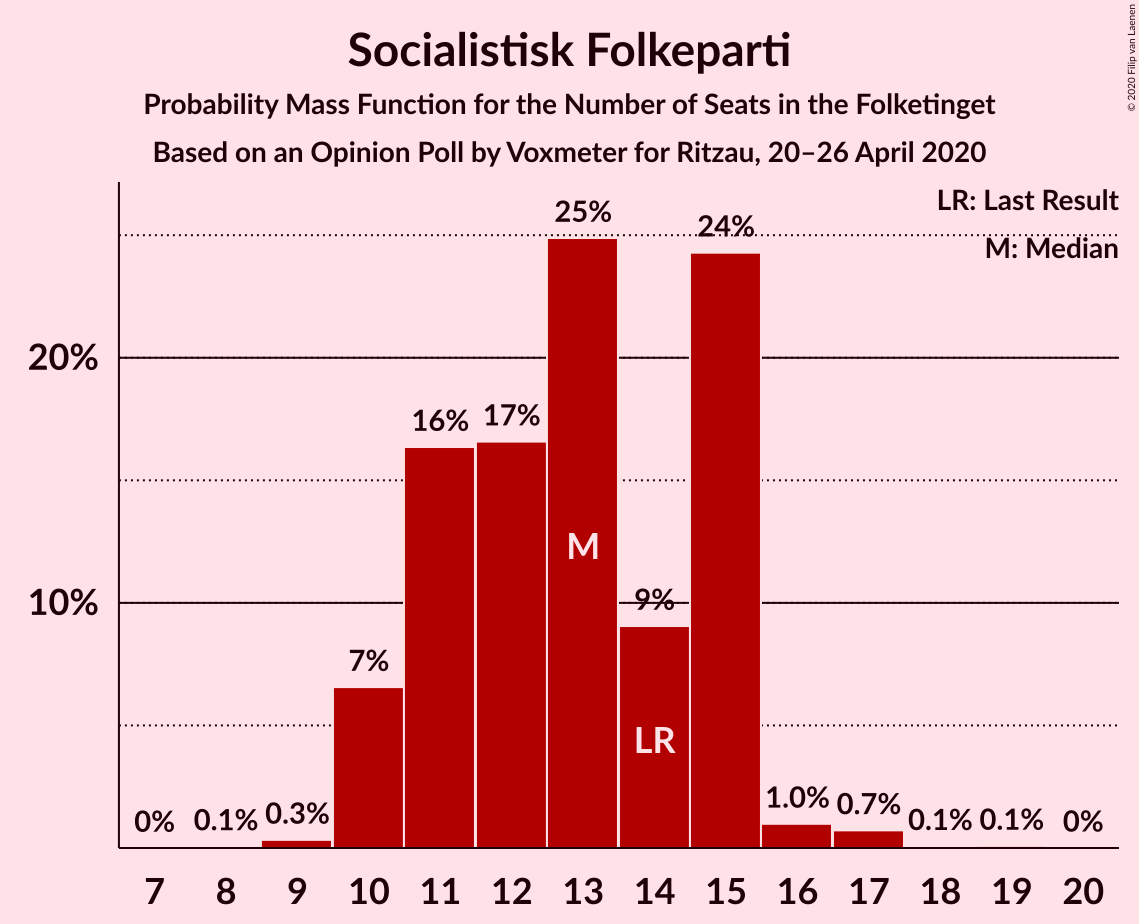 Socialistisk Folkeparti
Probability Mass Function for the Number of Seats in the Folketinget
Based on an Opinion Poll by Voxmeter for Ritzau, 20–26 April 2020
© 2020 Filip van Laenen
LR: Last Result
M: Median
25%
24%
20%
16%
17%
M
10%
9%
7%
LR
0%
0.1%
0.3%
1.0%
0.7%
0.1%
0.1%
0%
7 8 9 10 11 12 13 14 15 16 17 18 19 20